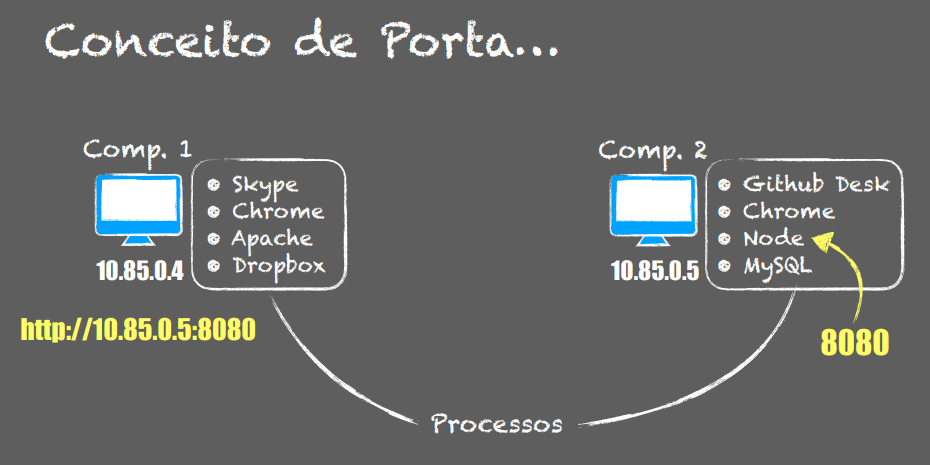 Conceito de Porta...
Comp. 1
Skype
Chrome
Apache
Dropbox
10.85.0.4
http://10.85.0.5:8080
Comp. 2
Github Desk
Chrome
Node
MySQL
10.85.0.5
8080
Processos